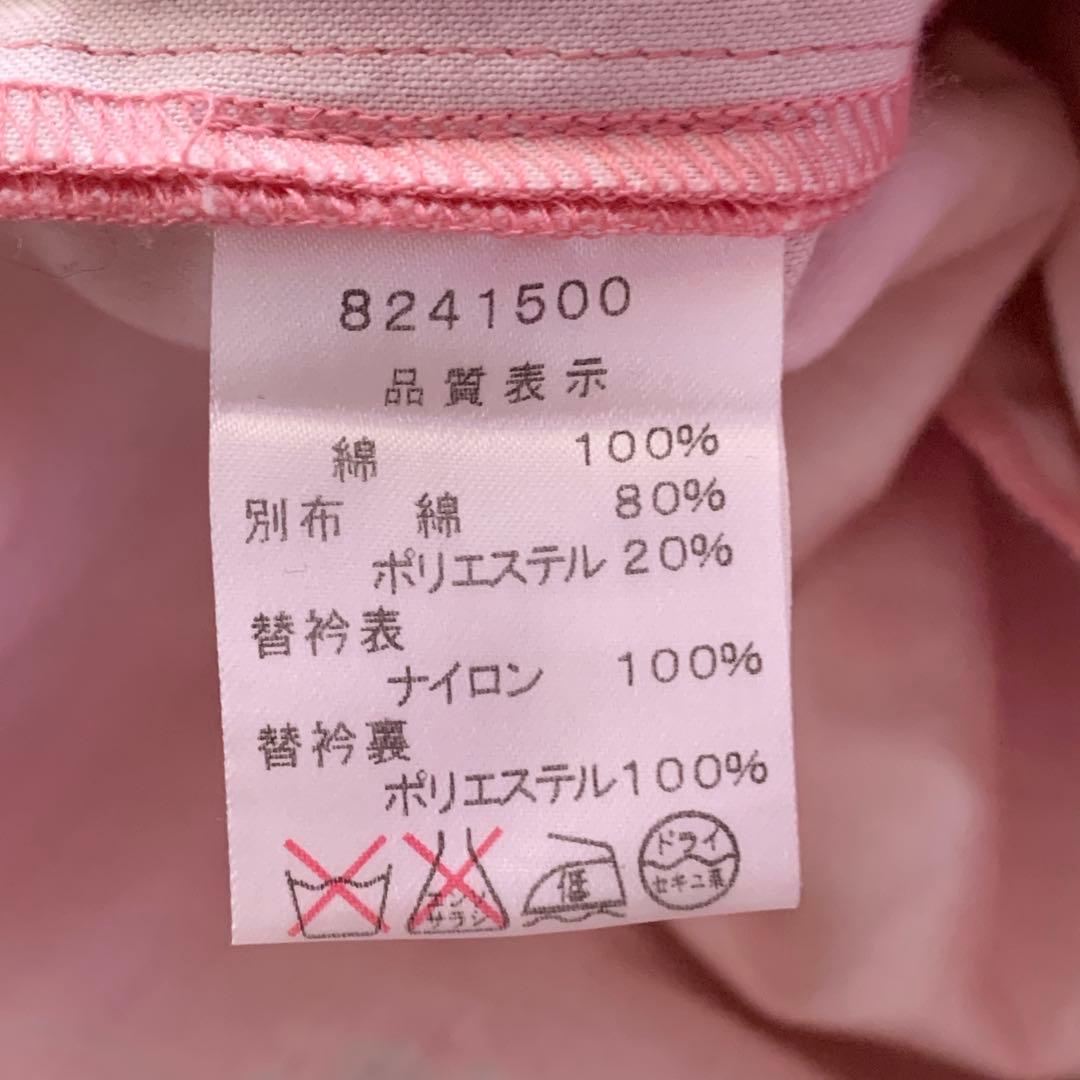 8241500
品質表示
綿 100%
別布 綿 80%
ポリエステル 20%
替衿表
ナイロン 100%
替衿裏
ポリエステル100%
エンソ
サラシ
低
ドライ
セキユ系